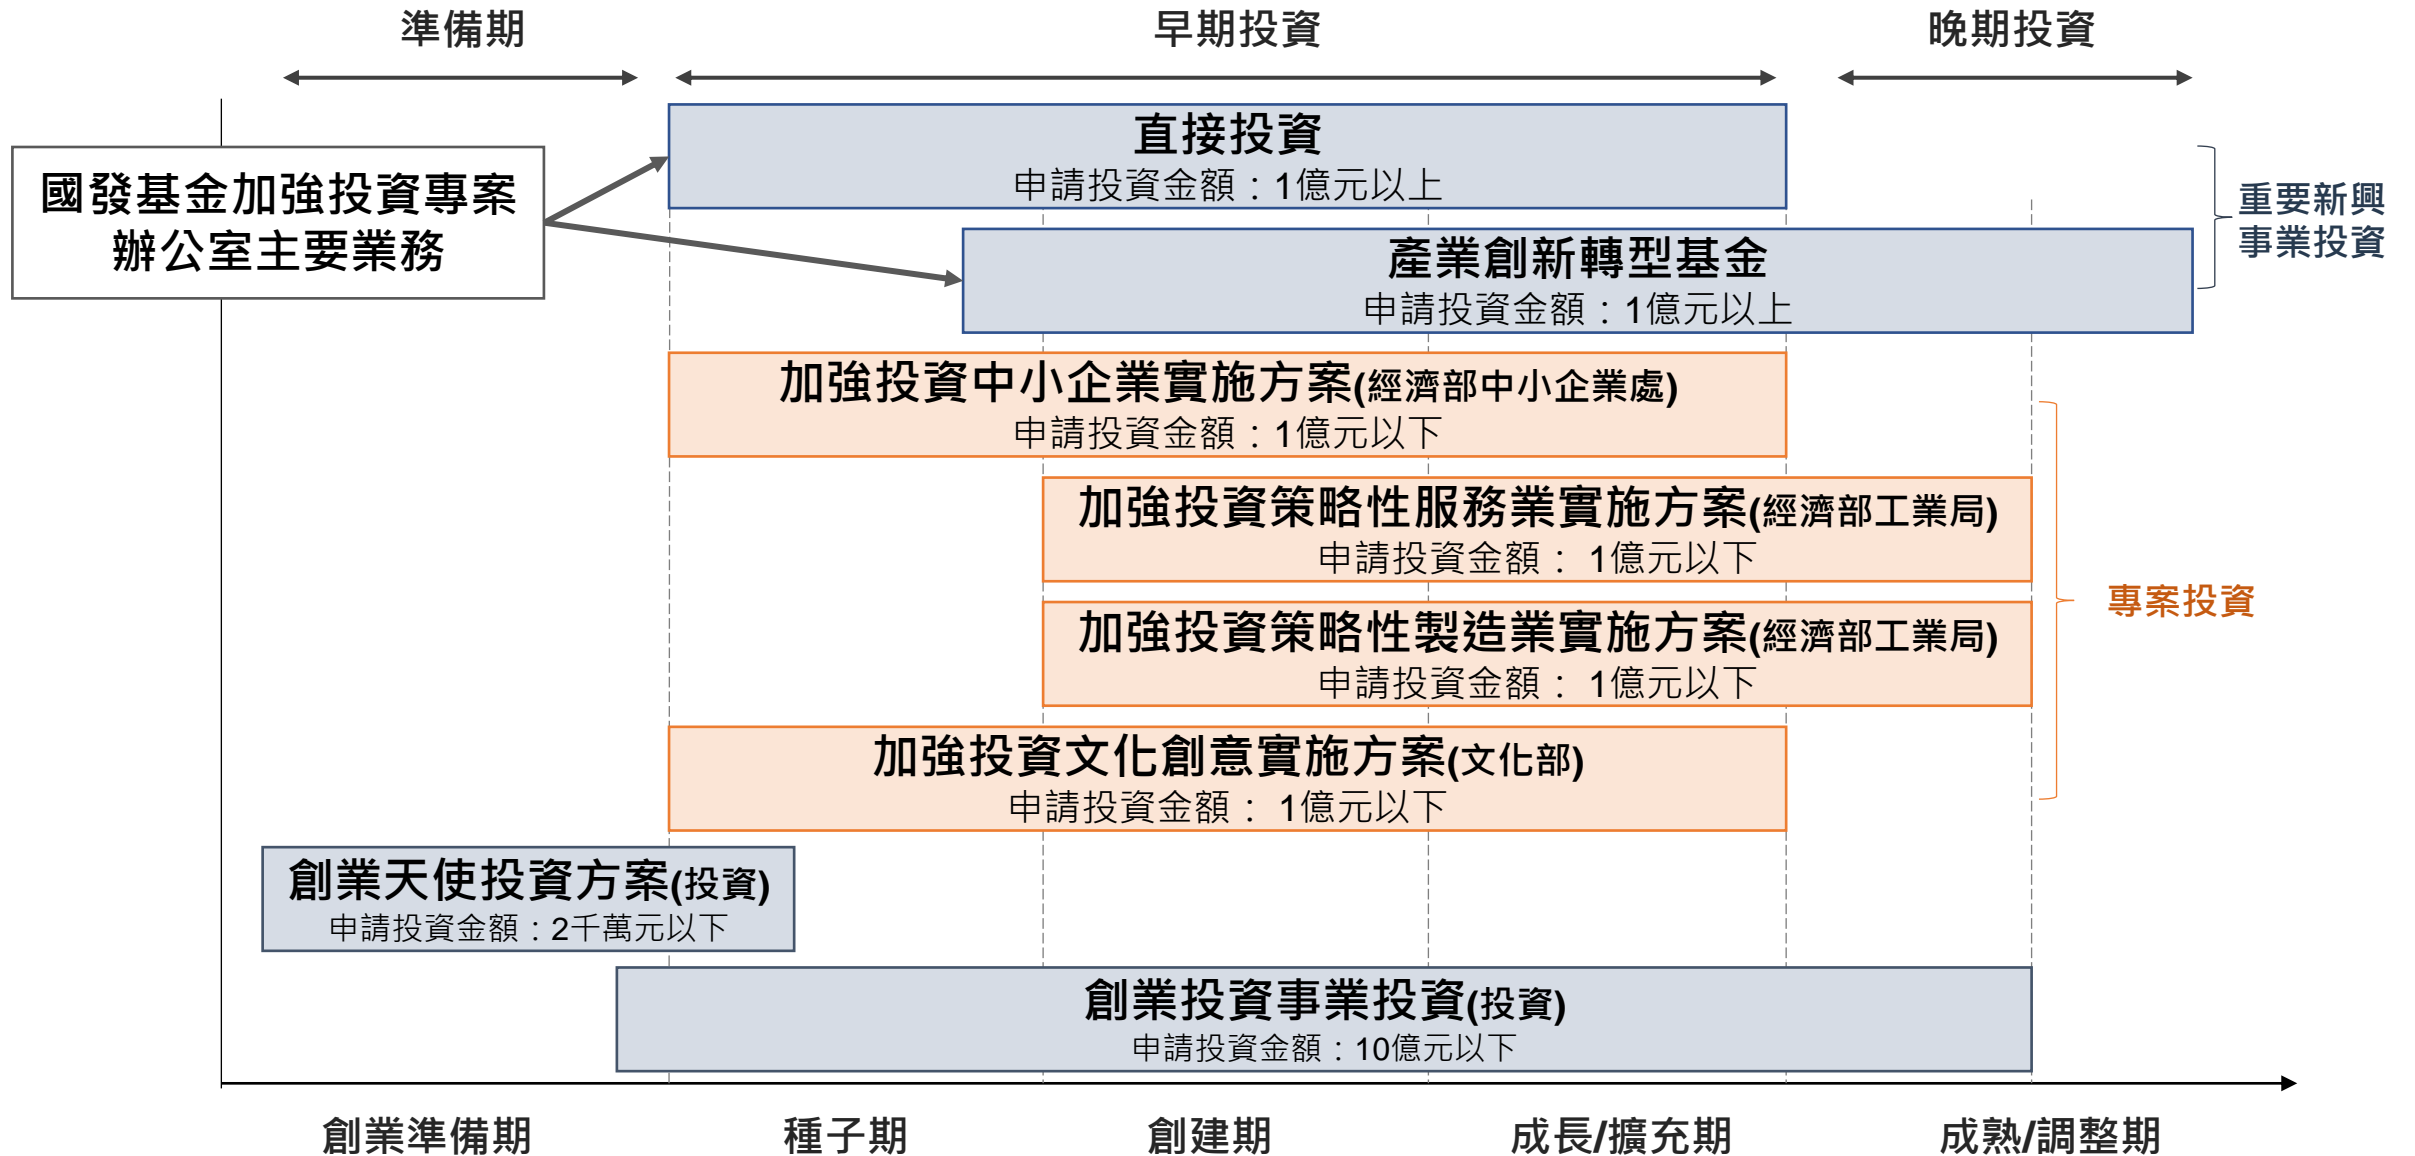 準備期
早期投資
晚期投資
直接投資
申請投資金額：1億元以上
國發基金加強投資專案
辦公室主要業務
重要新興
事業投資
產業創新轉型基金
申請投資金額：1億元以上
加強投資中小企業實施方案(經濟部中小企業處)
申請投資金額：1億元以下
加強投資策略性服務業實施方案(經濟部工業局)
申請投資金額： 1億元以下
專案投資
加強投資策略性製造業實施方案(經濟部工業局)
申請投資金額： 1億元以下
加強投資文化創意實施方案(文化部)
申請投資金額： 1億元以下
創業天使投資方案(投資)
申請投資金額：2千萬元以下
創業投資事業投資(投資)
申請投資金額：10億元以下
創業準備期
種子期
創建期
成長/擴充期
成熟/調整期